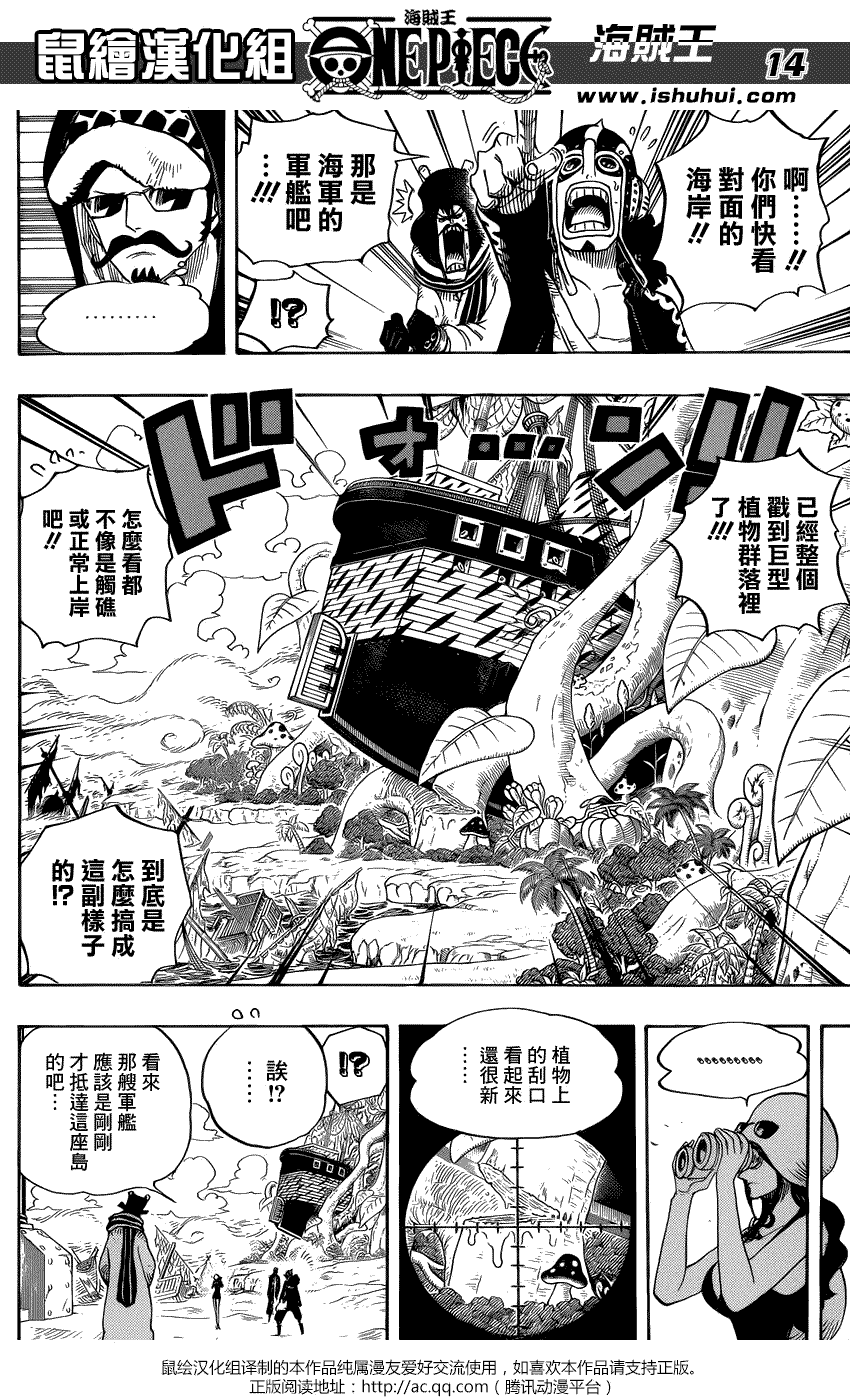 鼠繪漢化組
海賊王
ONE PIECE
海賊王
14
www.ishuhui.com
啊……!!
你們快看
對面的
海岸!!
那是
海軍的
軍艦吧
…!!!
!?
………
已經整個
戳到巨型
植物群落裡
了!!!
ドォ…ン
怎麼看都
不像是觸礁
或正常上岸
吧!!
到底是
怎麼搞成
這副樣子
的!?
…………
植物上
的刮口
看起來
還很新
……
!?
誒!?
……
看來
那艘軍艦
應該是剛剛
才抵達這座島
的吧…
鼠绘汉化组译制的本作品纯属漫友爱好交流使用，如喜欢本作品请支持正版。
正版阅读地址：http://ac.qq.com（腾讯动漫平台）